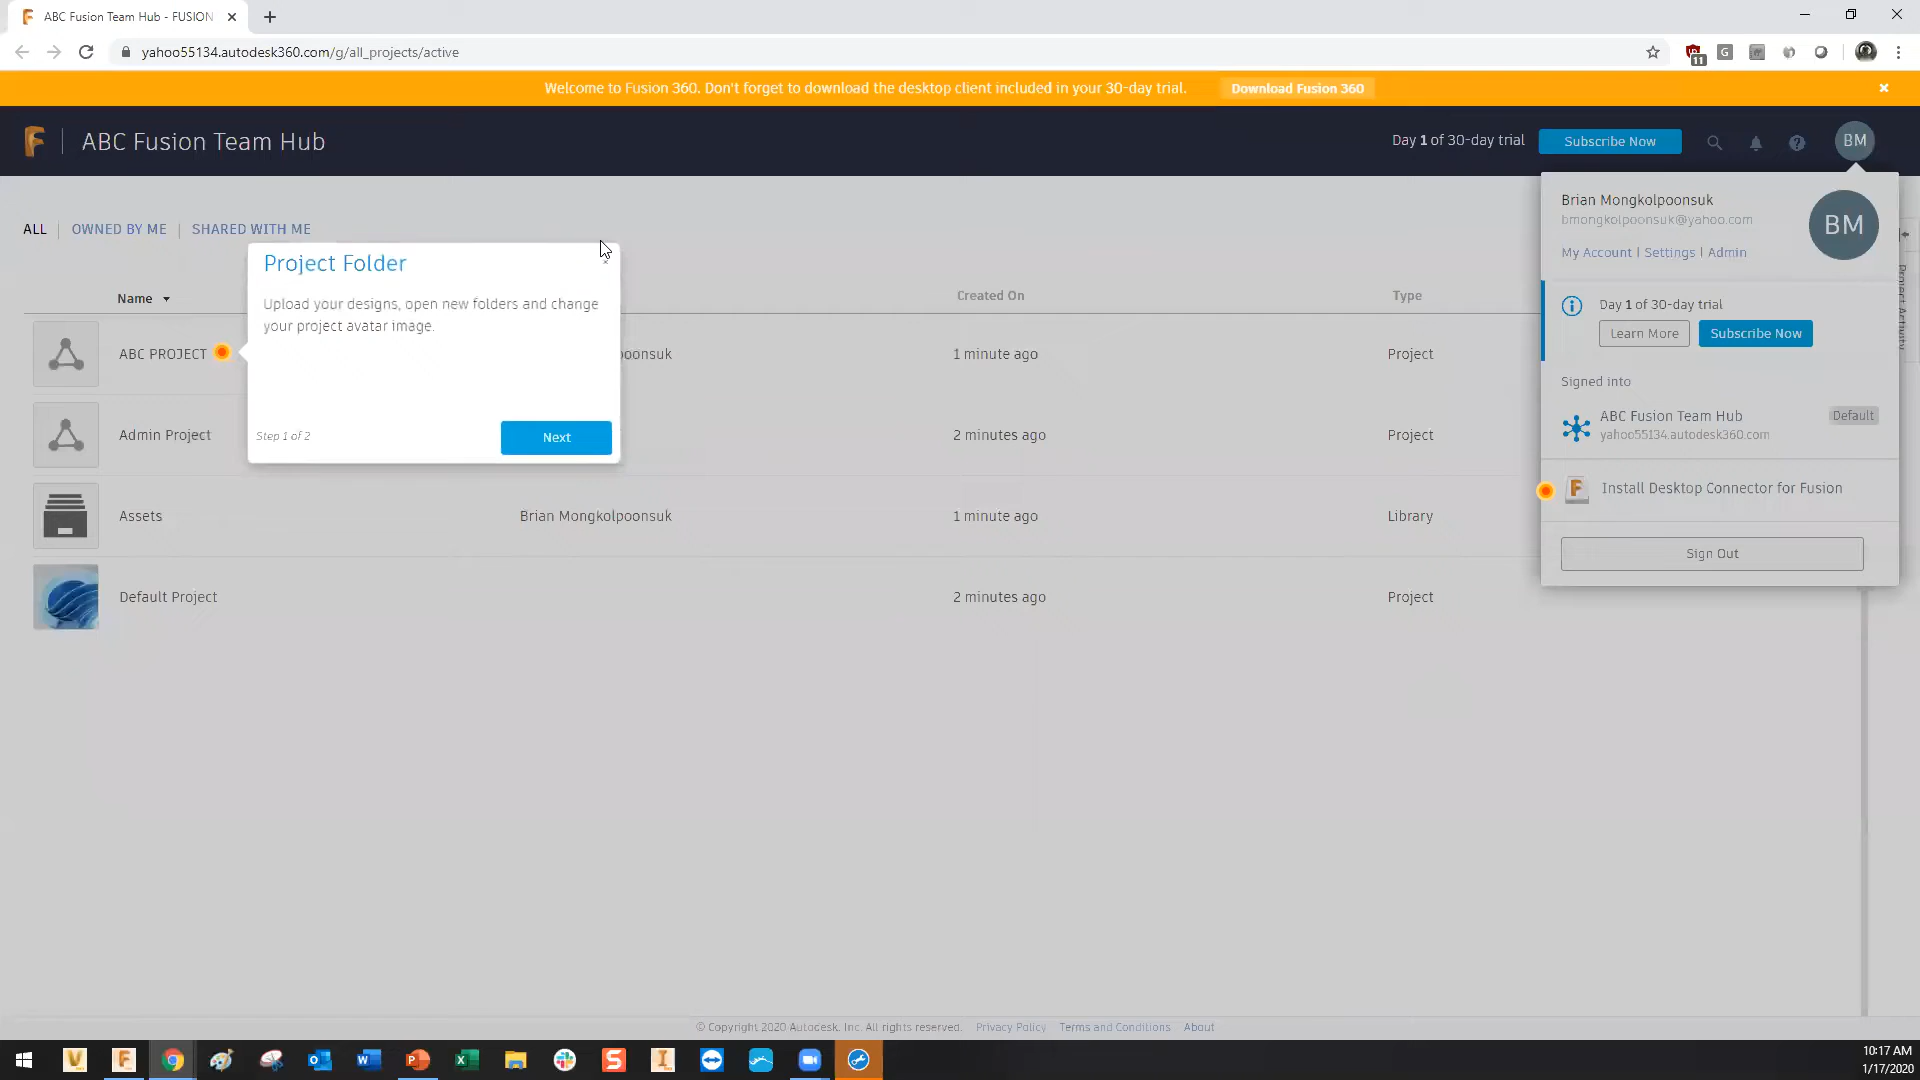 ABC Fusion Team Hub - FUSION
yahoo55134.autodesk360.com/g/all_projects/active
11
G
Welcome to Fusion 360. Don't forget to download the desktop client included in your 30-day trial.
Download Fusion 360
ABC Fusion Team Hub
Day 1 of 30-day trial
Subscribe Now
BM
ALL
OWNED BY ME
SHARED WITH ME
Brian Mongkolpoonsuk
bmongkolpoonsuk@yahoo.com
BM
My Account | Settings | Admin
Project Folder
Upload your designs, open new folders and change
your project avatar image.
Step 1 of 2
Next
Name
Created On
Type
ABC PROJECT
poonsuk
1 minute ago
Project
Admin Project
2 minutes ago
Project
Assets
Brian Mongkolpoonsuk
1 minute ago
Library
Default Project
2 minutes ago
Project
Day 1 of 30-day trial
Learn More
Subscribe Now
Signed into
ABC Fusion Team Hub
Default
yahoo55134.autodesk360.com
Install Desktop Connector for Fusion
Sign Out
Project Activity
© Copyright 2020 Autodesk, Inc. All rights reserved.
Privacy Policy
Terms and Conditions
About
10:17 AM
1/17/2020